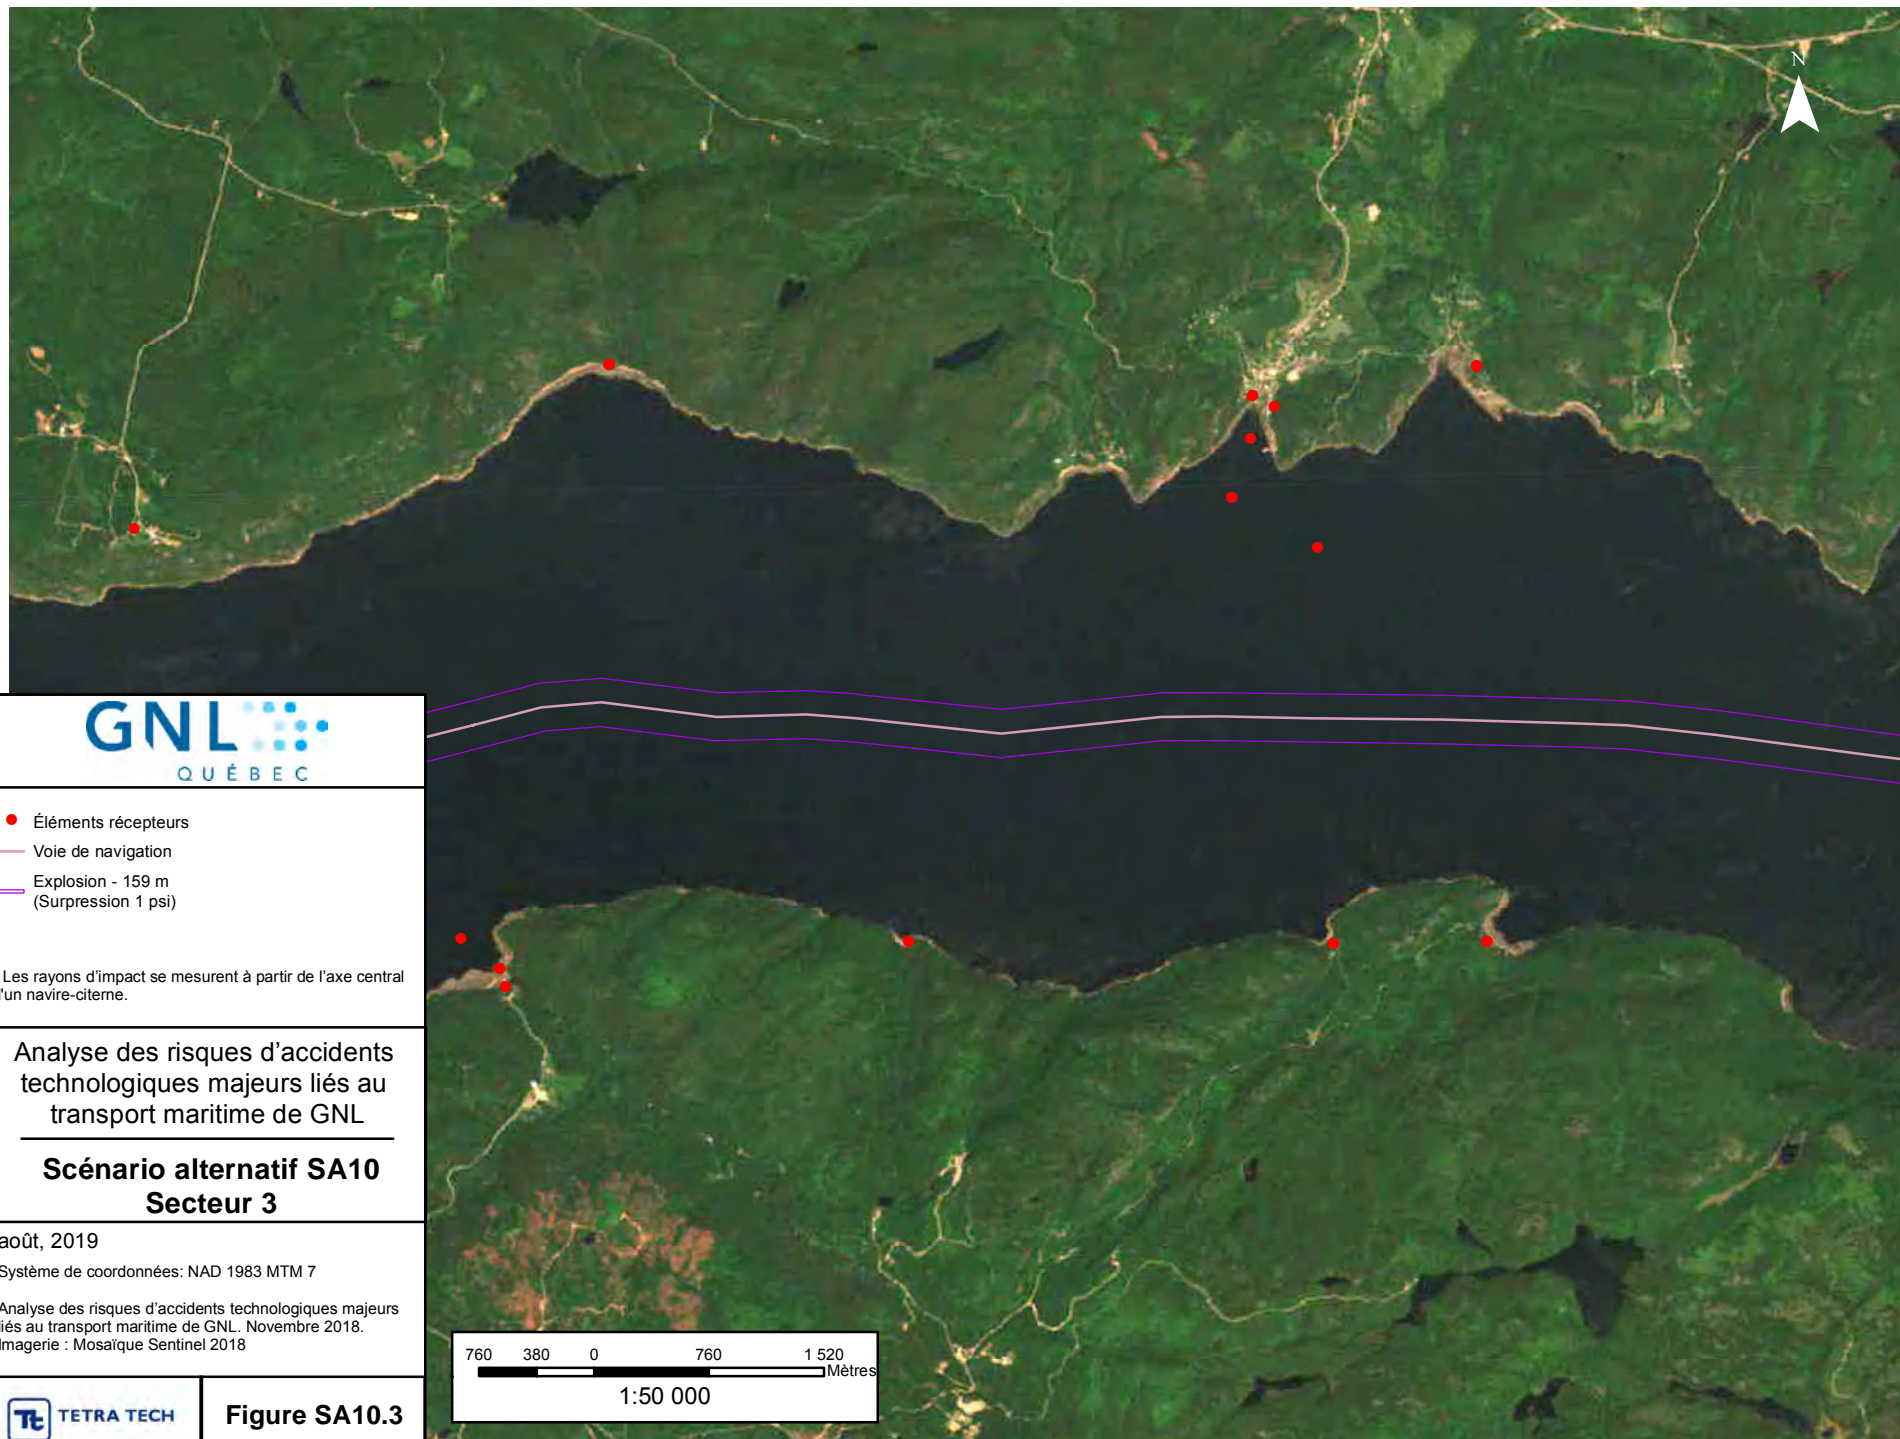 N
GNL
QUÉBEC
Éléments récepteurs
Voie de navigation
Explosion - 159 m
(Surpression 1 psi)
Les rayons d'impact se mesurent à partir de l'axe central
'un navire-citerne.
Analyse des risques d'accidents
technologiques majeurs liés au
transport maritime de GNL
Scénario alternatif SA10
Secteur 3
août, 2019
Système de coordonnées: NAD 1983 MTM 7
Analyse des risques d'accidents technologiques majeurs
liés au transport maritime de GNL. Novembre 2018.
Imagerie : Mosaïque Sentinel 2018
760 380 0 760 1 520
Mètres
1:50 000
Tt TETRA TECH
Figure SA10.3